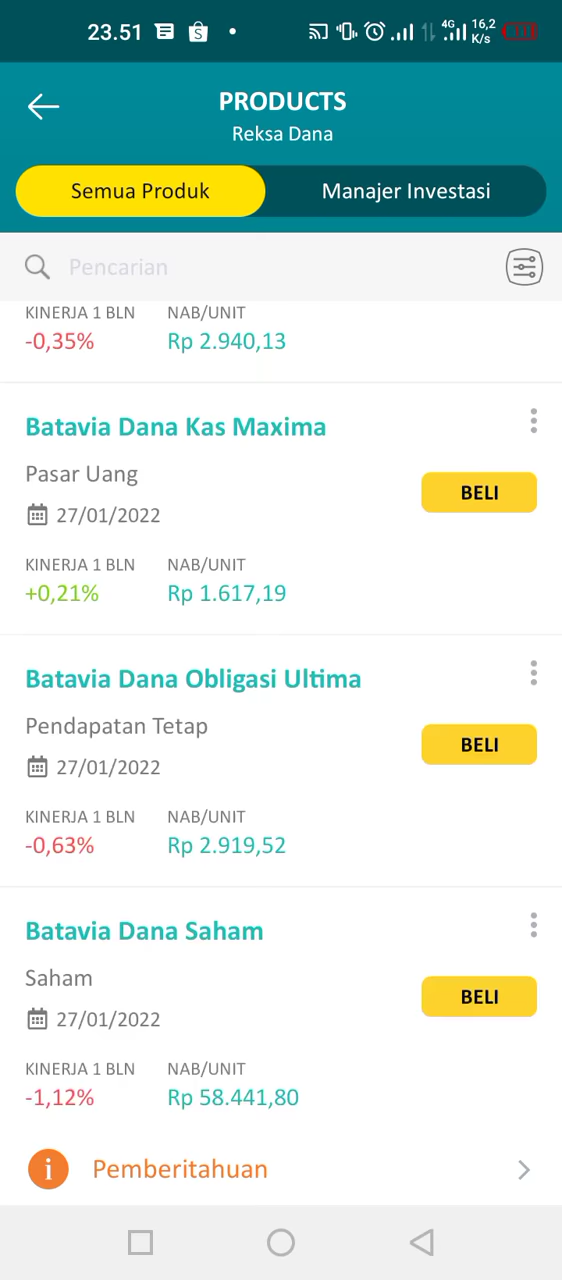 23.51
4G 16,2 K/s
PRODUCTS
Reksa Dana
Semua Produk Manajer Investasi
Pencarian
KINERJA 1 BLN NAB/UNIT
-0,35% Rp 2.940,13
Batavia Dana Kas Maxima
Pasar Uang
BELI
27/01/2022
KINERJA 1 BLN NAB/UNIT
+0,21% Rp 1.617,19
Batavia Dana Obligasi Ultima
Pendapatan Tetap
BELI
27/01/2022
KINERJA 1 BLN NAB/UNIT
-0,63% Rp 2.919,52
Batavia Dana Saham
Saham
BELI
27/01/2022
KINERJA 1 BLN NAB/UNIT
-1,12% Rp 58.441,80
Pemberitahuan